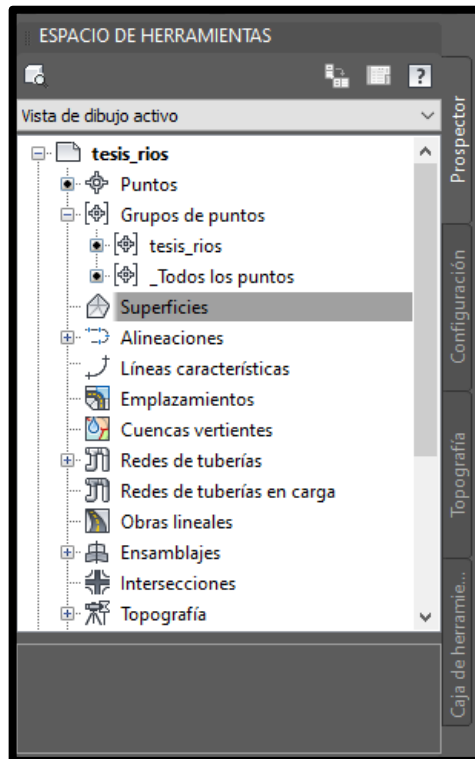 ESPACIO DE HERRAMIENTAS
?
Vista de dibujo activo
tesis_rios
Puntos
Grupos de puntos
tesis_rios
_Todos los puntos
Superficies
Alineaciones
Líneas características
Emplazamientos
Cuencas vertientes
Redes de tuberías
Redes de tuberías en carga
Obras lineales
Ensamblajes
Intersecciones
Topografía
Prospector
Configuración
Topografía
Caja de herramie...